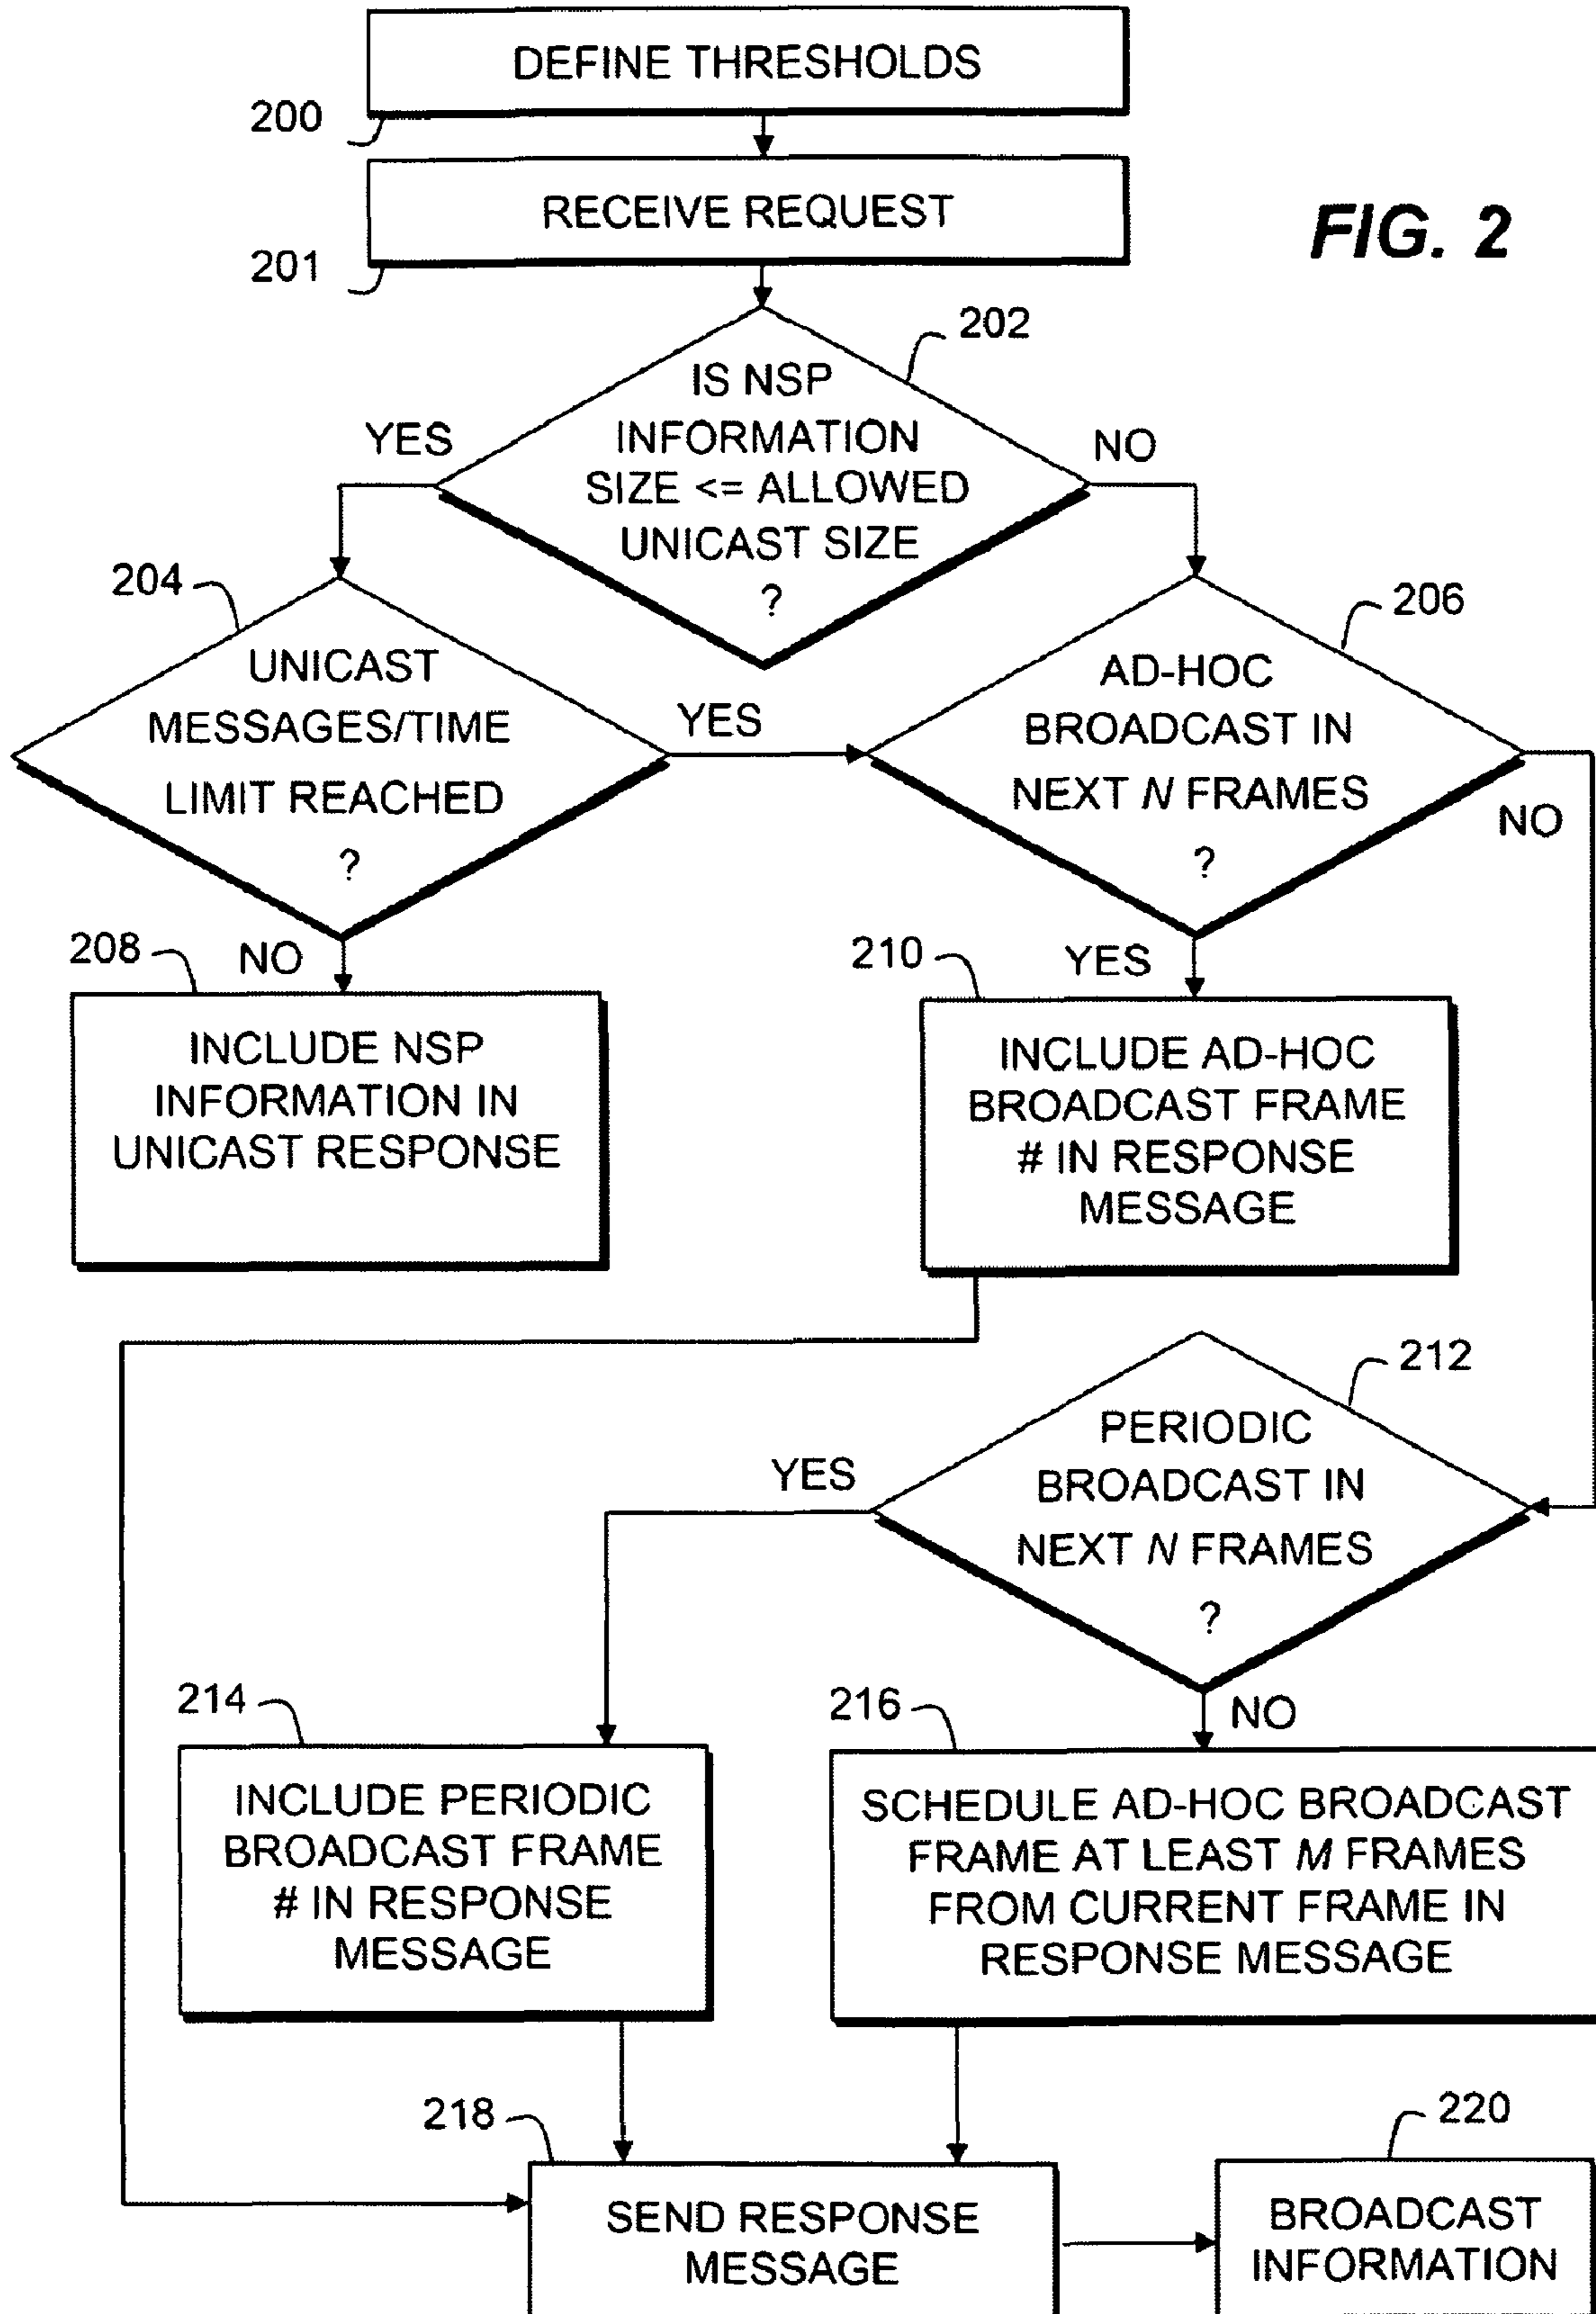 DEFINE THRESHOLDS
200
RECEIVE REQUEST
201
FIG. 2
202
IS NSP
INFORMATION
SIZE <= ALLOWED
UNICAST SIZE
?
YES
NO
204
UNICAST
MESSAGES/TIME
LIMIT REACHED
?
YES
206
AD-HOC
BROADCAST IN
NEXT N FRAMES
?
NO
208
NO
INCLUDE NSP
INFORMATION IN
UNICAST RESPONSE
210
YES
INCLUDE AD-HOC
BROADCAST FRAME
# IN RESPONSE
MESSAGE
212
PERIODIC
BROADCAST IN
NEXT N FRAMES
?
YES
NO
214
INCLUDE PERIODIC
BROADCAST FRAME
# IN RESPONSE
MESSAGE
216
SCHEDULE AD-HOC BROADCAST
FRAME AT LEAST M FRAMES
FROM CURRENT FRAME IN
RESPONSE MESSAGE
218
SEND RESPONSE
MESSAGE
220
BROADCAST
INFORMATION